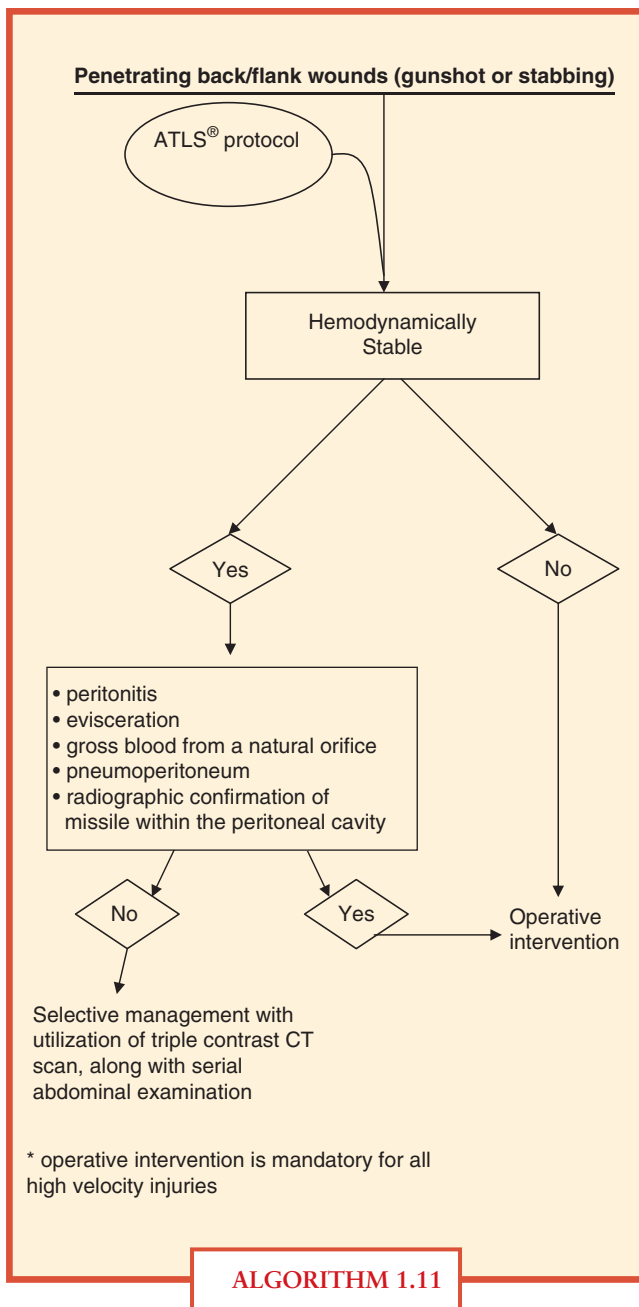 Penetrating back/flank wounds (gunshot or stabbing)
ATLS® protocol
Hemodynamically
Stable
Yes
No
• peritonitis
• evisceration
• gross blood from a natural orifice
• pneumoperitoneum
• radiographic confirmation of
missile within the peritoneal cavity
No
Yes
Operative
intervention
Selective management with
utilization of triple contrast CT
scan, along with serial
abdominal examination
* operative intervention is mandatory for all
high velocity injuries
ALGORITHM 1.11